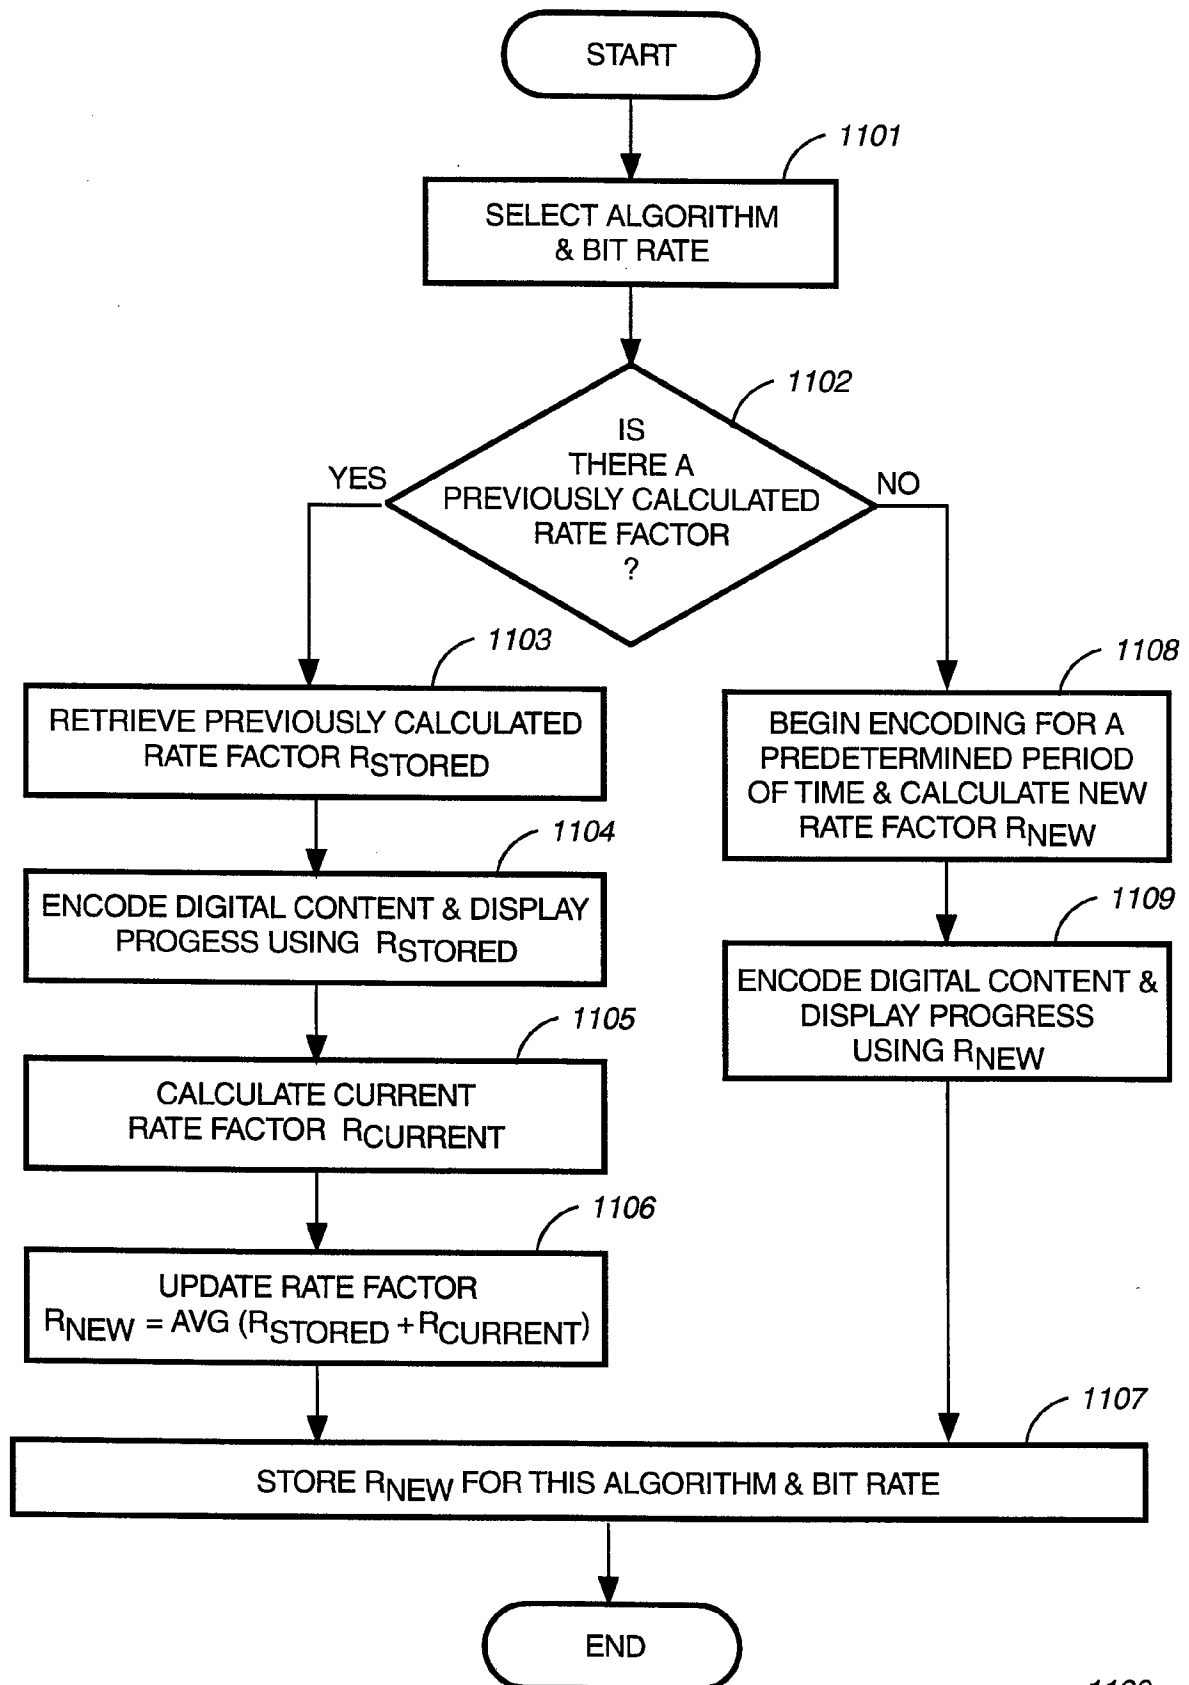 START
1101
SELECT ALGORITHM
& BIT RATE
1102
IS
THERE A
PREVIOUSLY CALCULATED
RATE FACTOR
?
YES
NO
1103
RETRIEVE PREVIOUSLY CALCULATED
RATE FACTOR RSTORED
1104
ENCODE DIGITAL CONTENT & DISPLAY
PROGESS USING RSTORED
1105
CALCULATE CURRENT
RATE FACTOR RCURRENT
1106
UPDATE RATE FACTOR
RNEW = AVG (RSTORED + RCURRENT)
1108
BEGIN ENCODING FOR A
PREDETERMINED PERIOD
OF TIME & CALCULATE NEW
RATE FACTOR RNEW
1109
ENCODE DIGITAL CONTENT &
DISPLAY PROGRESS
USING RNEW
1107
STORE RNEW FOR THIS ALGORITHM & BIT RATE
END